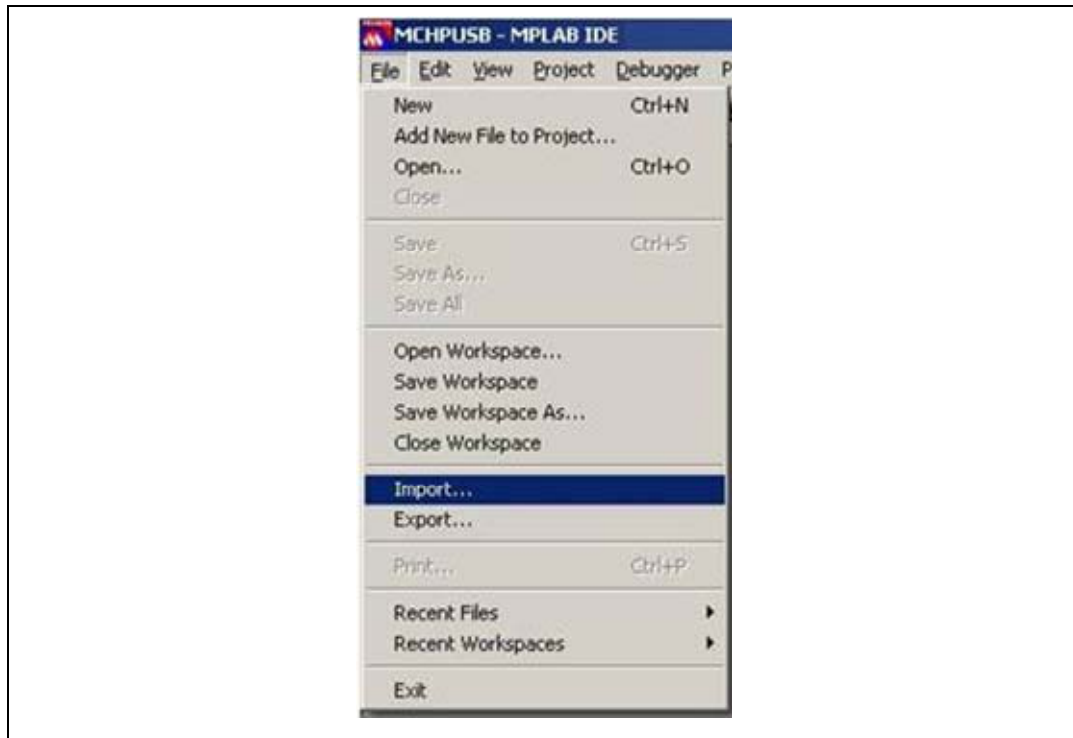 MCHPUSB - MPLAB IDE
File Edit View Project Debugger P
New Ctrl+N
Add New File to Project...
Open... Ctrl+O
Close
Save Ctrl+S
Save As...
Save All
Open Workspace...
Save Workspace
Save Workspace As...
Close Workspace
Import...
Export...
Print... Ctrl+P
Recent Files
Recent Workspaces
Exit